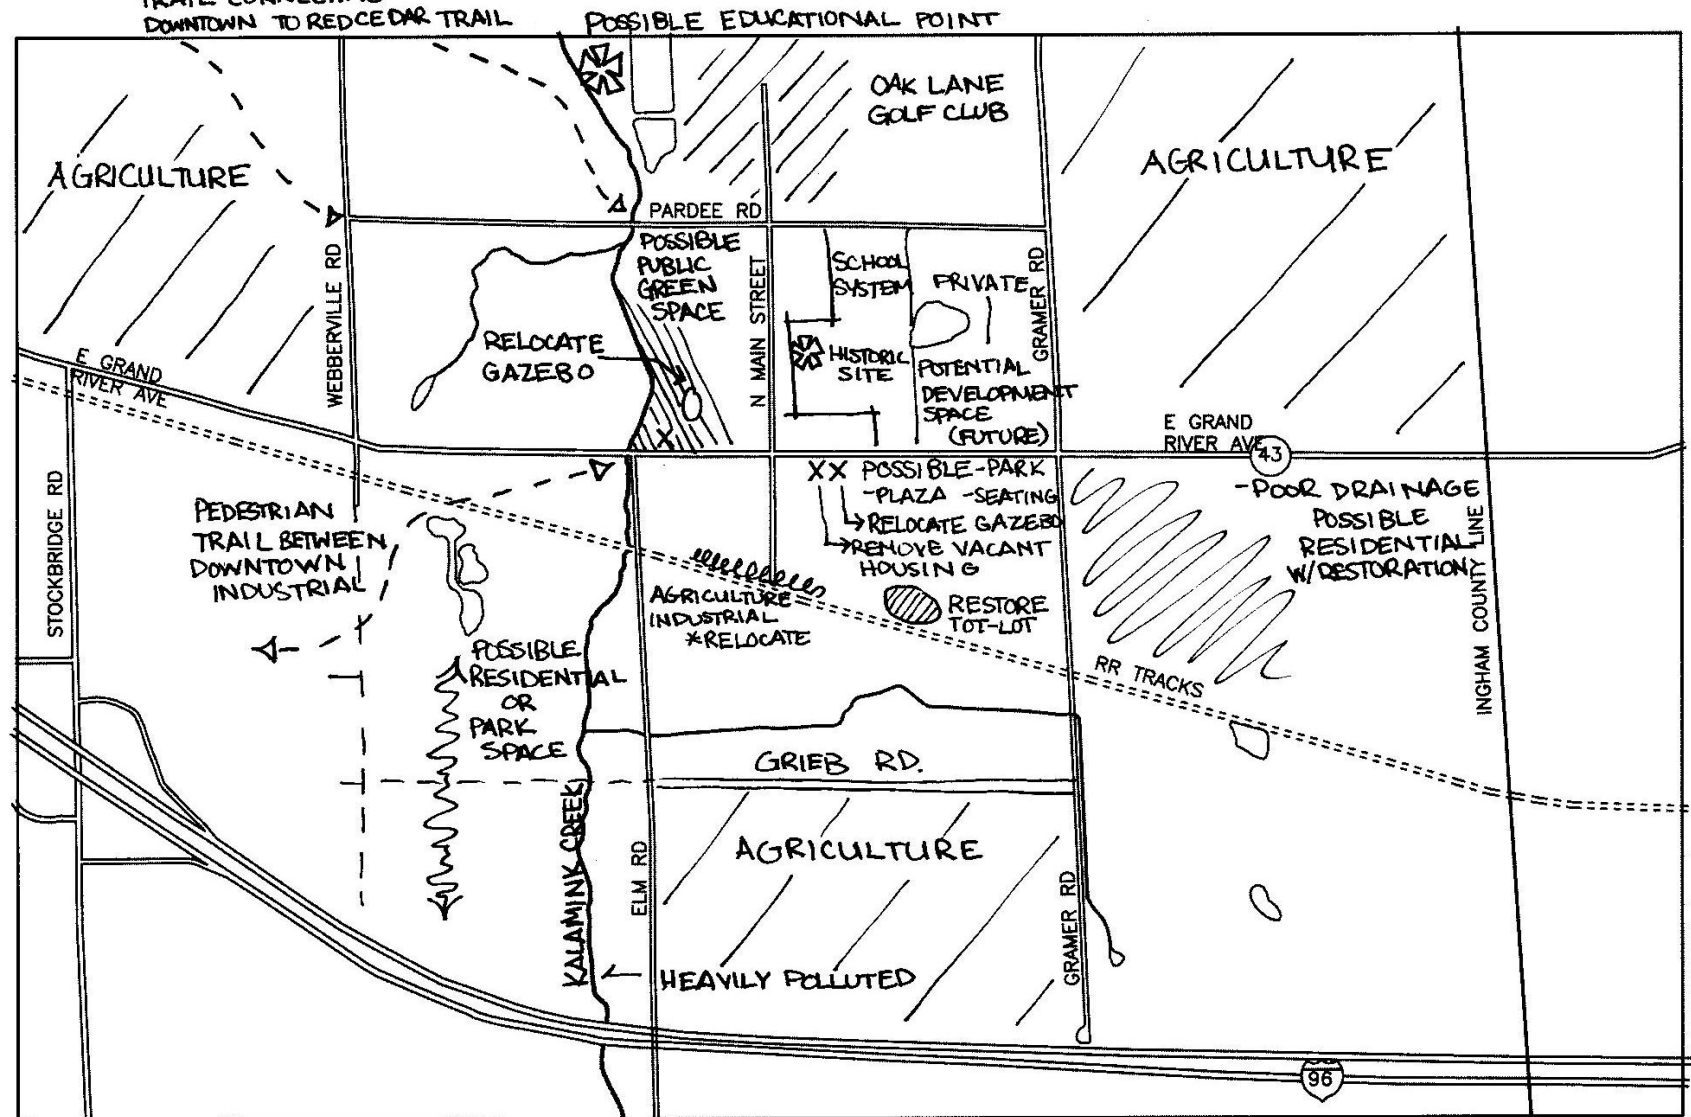 TRAIL CONNECTING
DOWNTOWN TO RED CEDAR TRAIL
POSSIBLE EDUCATIONAL POINT
OAK LANE
GOLF CLUB
AGRICULTURE
AGRICULTURE
PARDEE RD
WEBBERVILLE RD
POSSIBLE
PUBLIC
GREEN
SPACE
N MAIN STREET
SCHOOL
SYSTEM
PRIVATE
GRAMER RD
RELOCATE
GAZEBO
HISTORIC
SITE
POTENTIAL
DEVELOPMENT
SPACE
(FUTURE)
E GRAND
RIVER AVE
X
E GRAND
RIVER AVE
43
STOCKBRIDGE RD
PEDESTRIAN
TRAIL BETWEEN
DOWNTOWN
INDUSTRIAL
XX POSSIBLE-PARK
-PLAZA -SEATING
RELOCATE GAZEBO
REMOVE VACANT
HOUSING
-POOR DRAINAGE
POSSIBLE
RESIDENTIAL
W/RESTORATION
INGHAM COUNTY LINE
AGRICULTURE
INDUSTRIAL
*RELOCATE
RESTORE
TOT-LOT
POSSIBLE
RESIDENTIAL
OR
PARK
SPACE
RR TRACKS
GRIEB RD.
KALAMINK CREEK
ELM RD
AGRICULTURE
GRAMER RD
HEAVILY POLLUTED
96